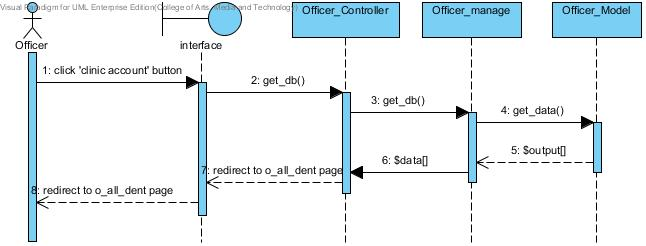 Visual Paradigm for UML Enterprise Edition(College of Arts, Media and Technology)
Officer
interface
Officer_Controller
Officer_manage
Officer_Model
1: click 'clinic account' button
2: get_db()
3: get_db()
4: get_data()
5: $output[]
6: $data[]
7: redirect to o_all_dent page
8: redirect to o_all_dent page